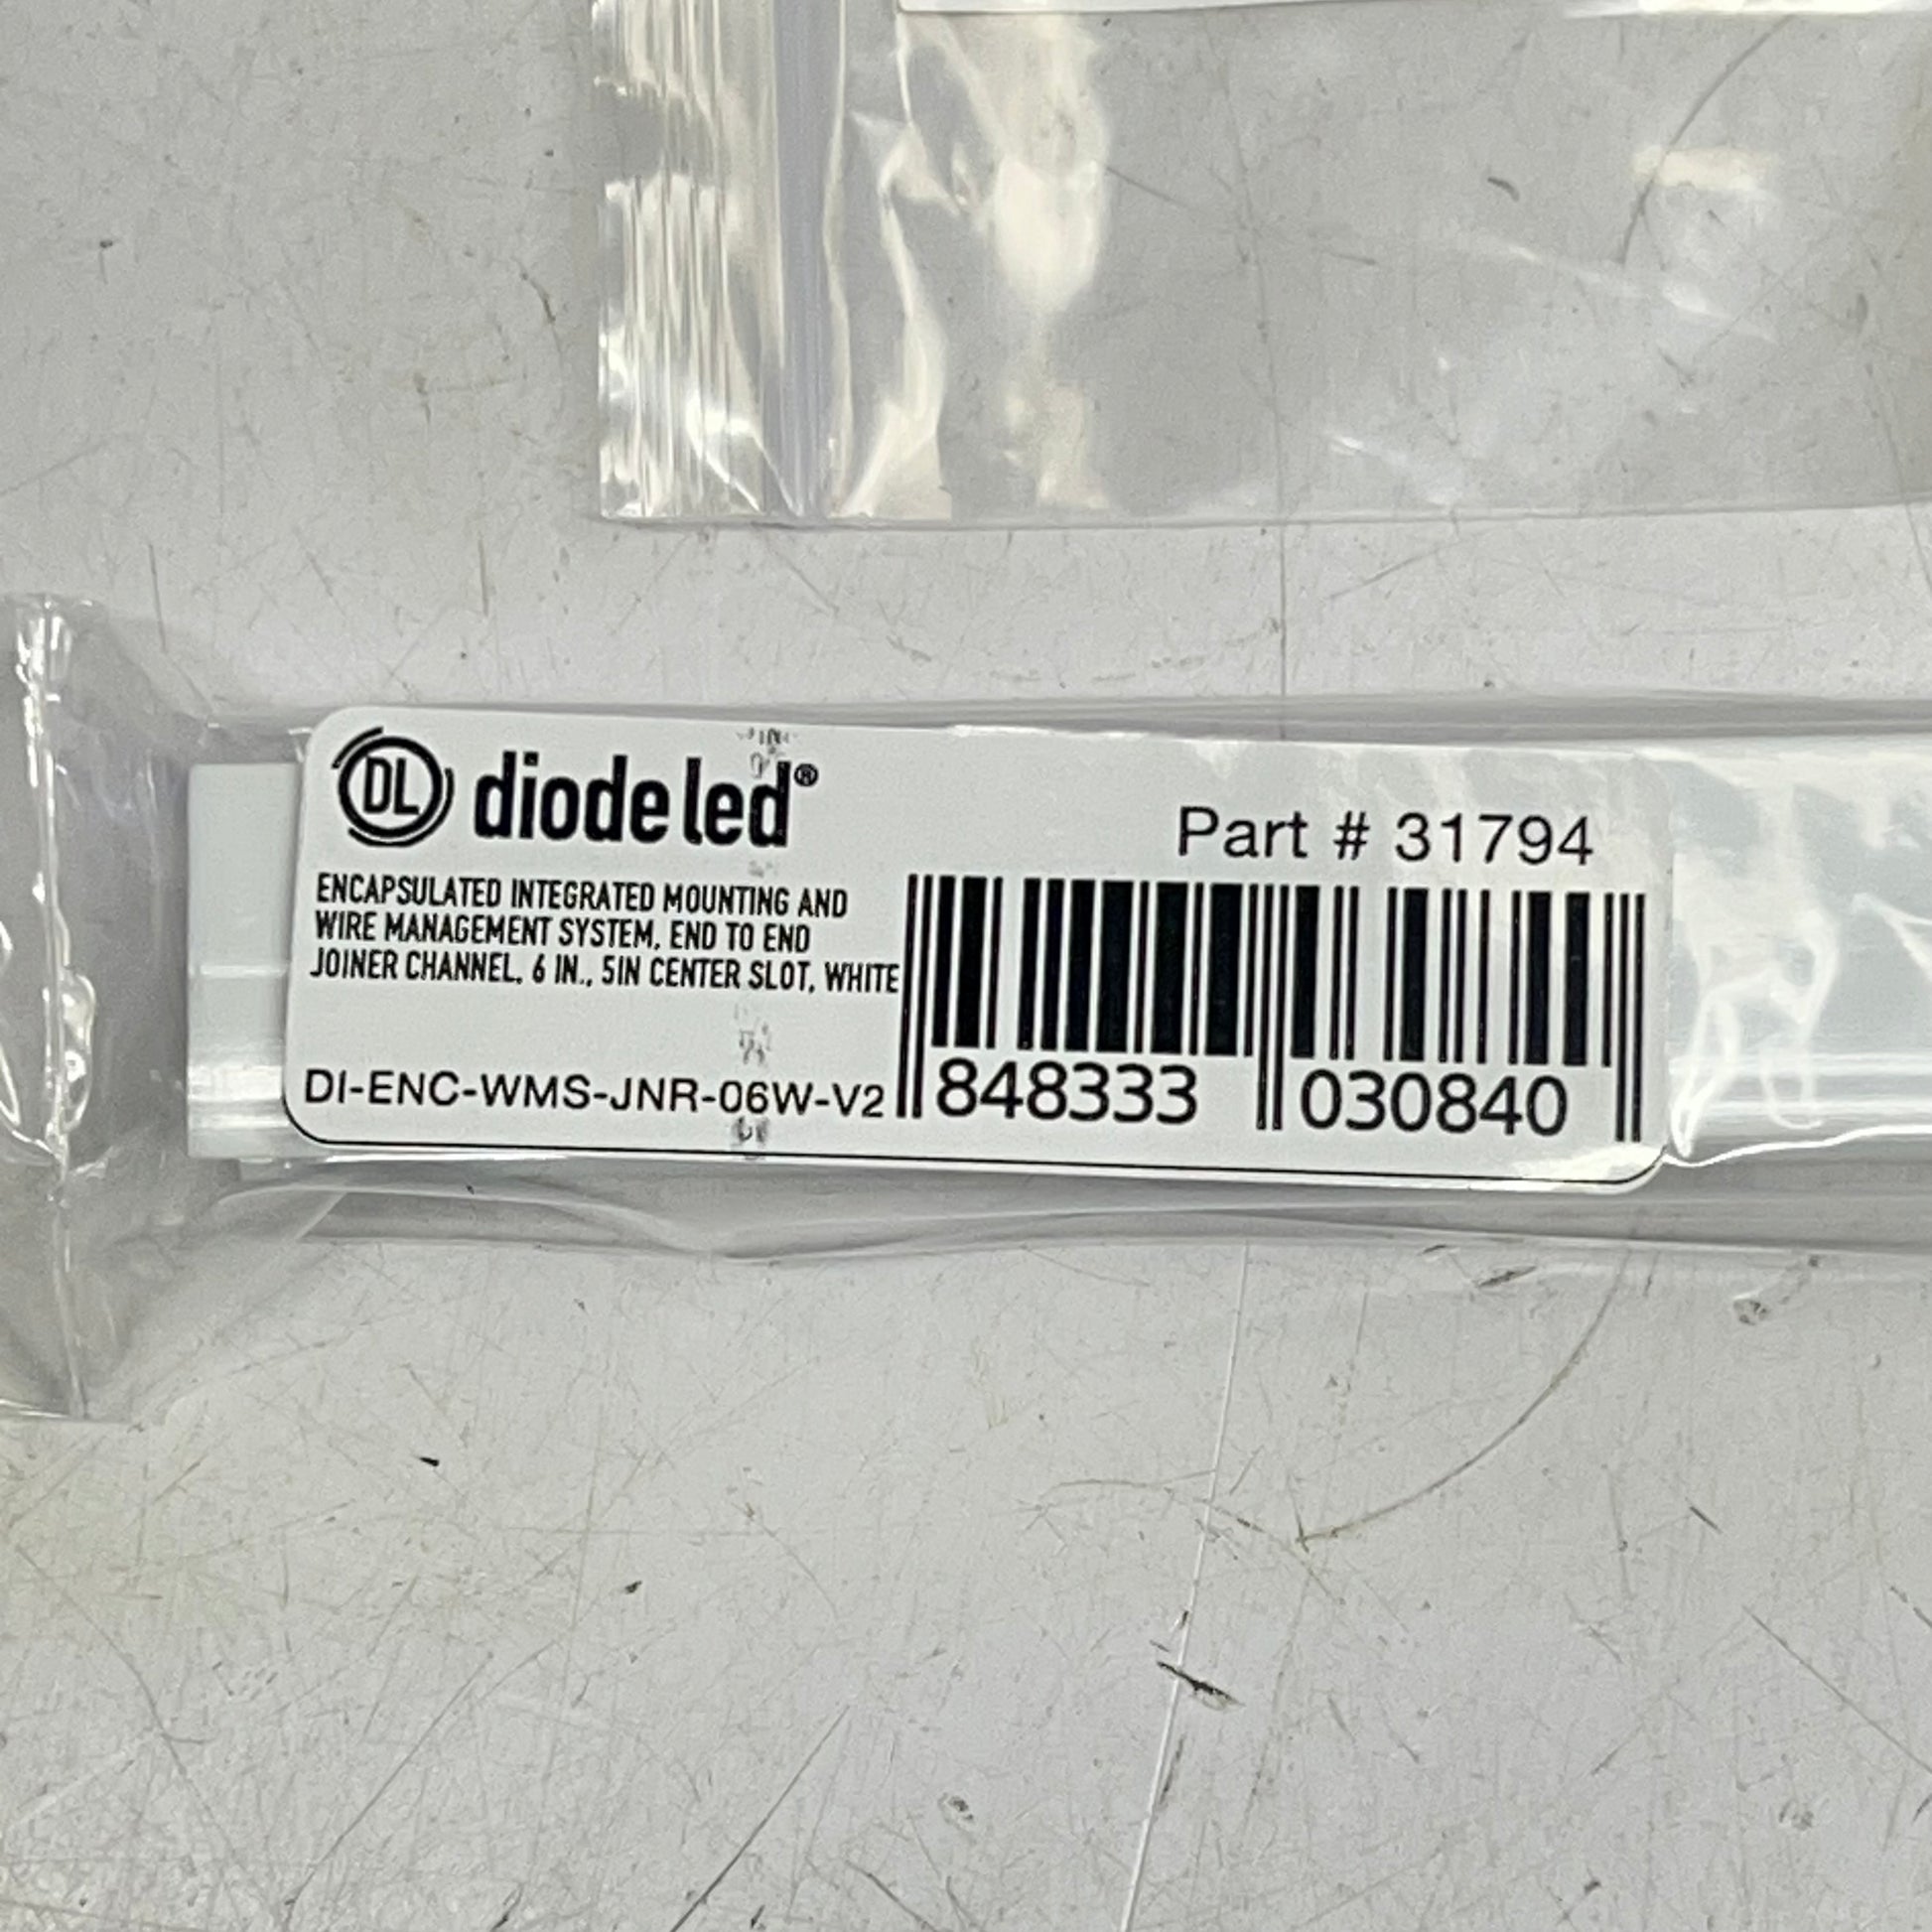 DL diode led®
Part # 31794
ENCAPSULATED INTEGRATED MOUNTING AND
WIRE MANAGEMENT SYSTEM, END TO END
JOINER CHANNEL, 6 IN., 5IN CENTER SLOT, WHITE
DI-ENC-WMS-JNR-06W-V2
848333 030840